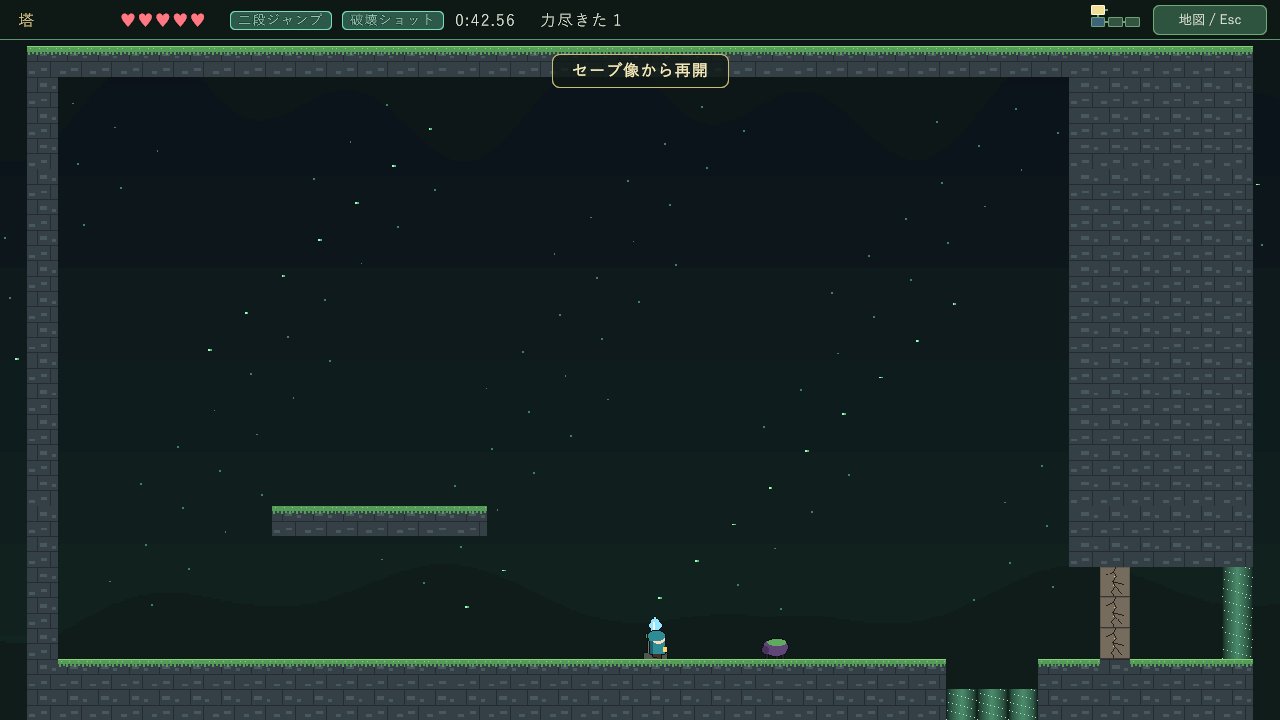 塔
二段ジャンプ
破壊ショット
0:42.56
力尽きた 1
地図 / Esc
セーブ像から再開